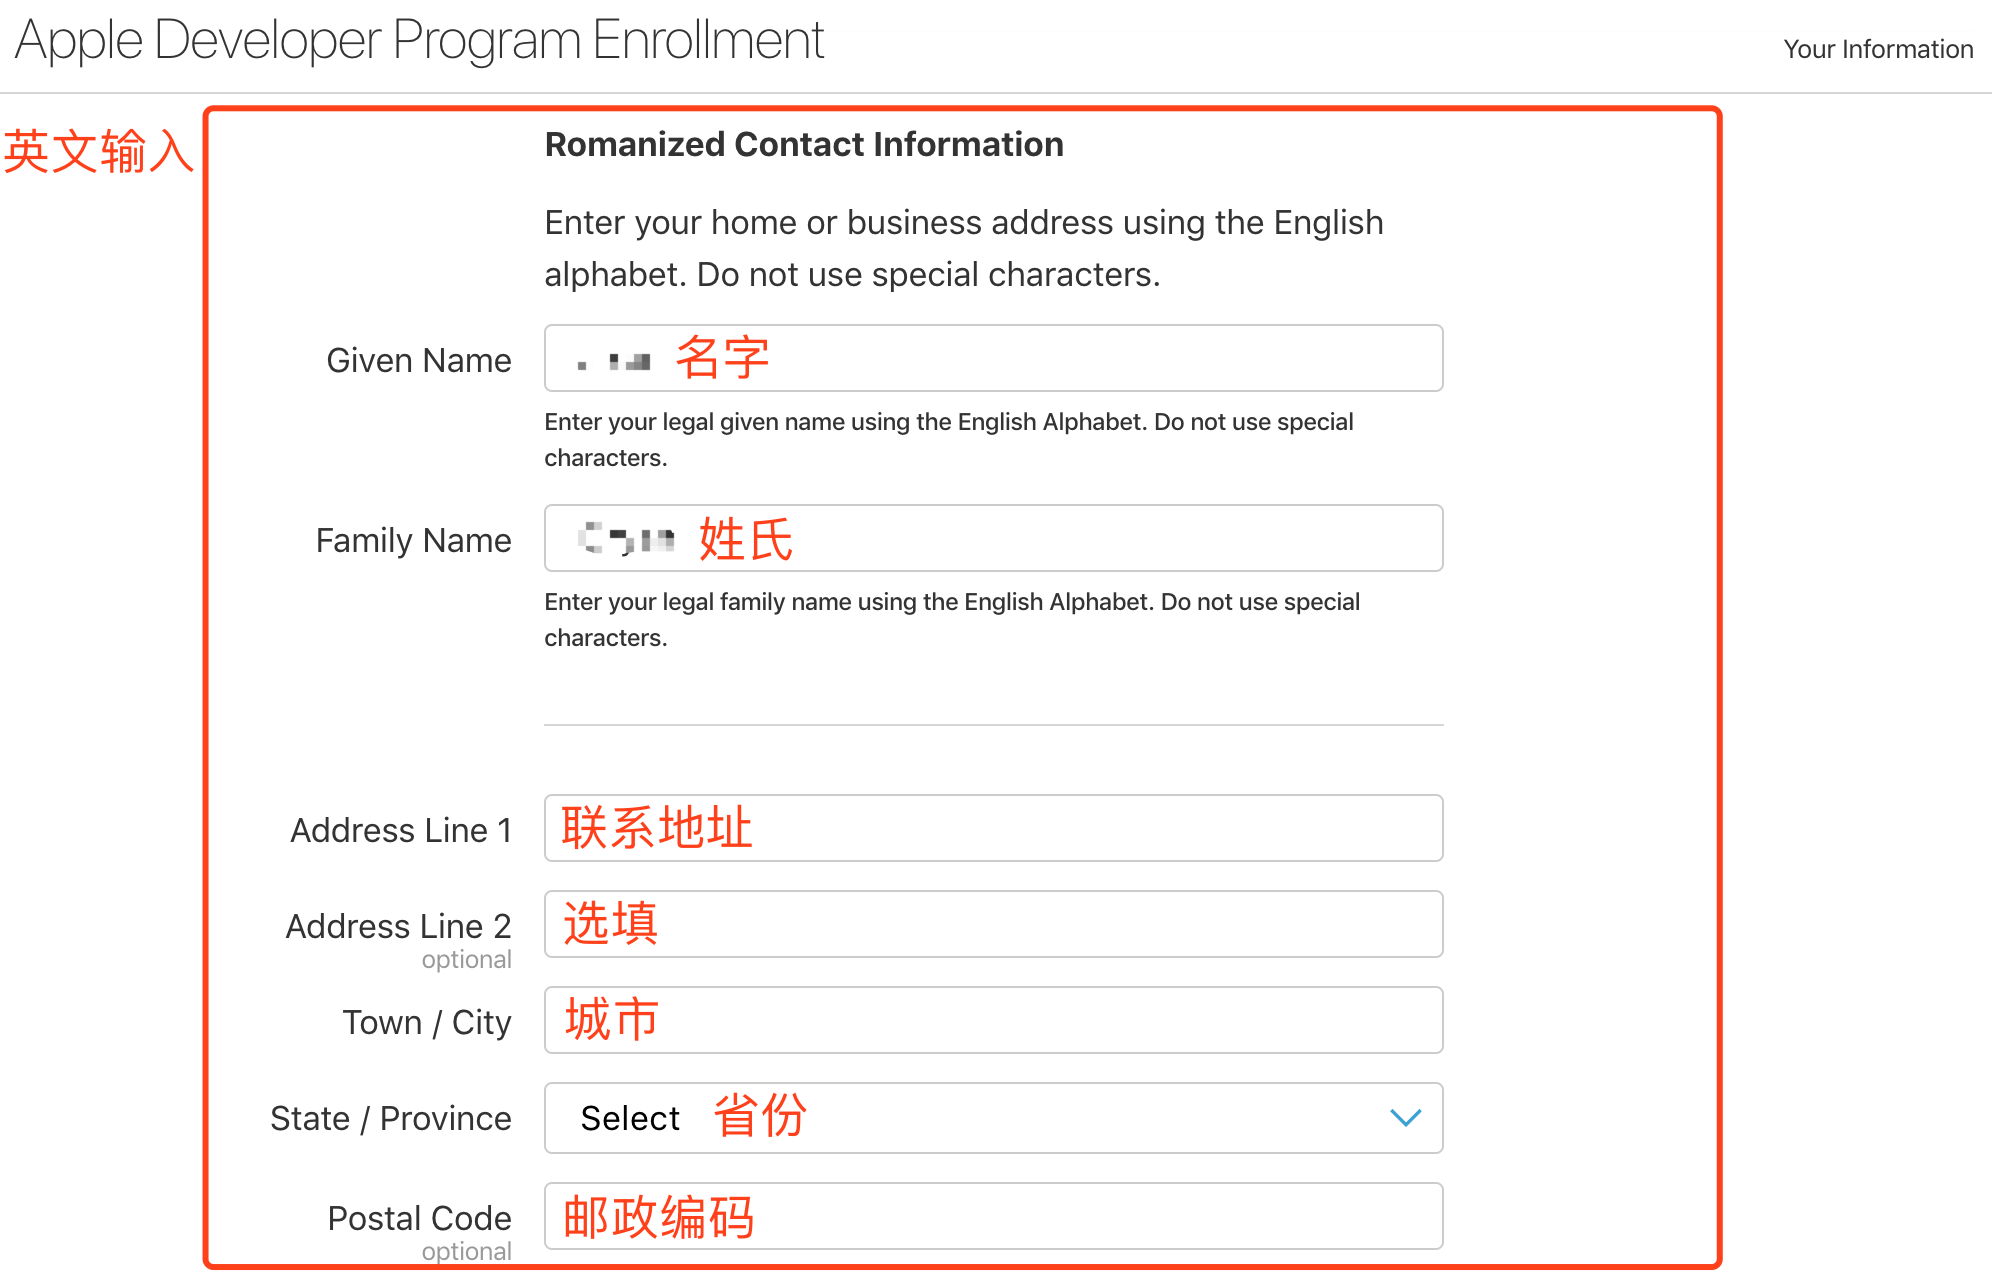 Apple Developer Program Enrollment
Your Information
英文输入
Romanized Contact Information
Enter your home or business address using the English
alphabet. Do not use special characters.
Given Name
名字
Enter your legal given name using the English Alphabet. Do not use special
characters.
Family Name
姓氏
Enter your legal family name using the English Alphabet. Do not use special
characters.
Address Line 1
联系地址
Address Line 2
optional
选填
Town / City
城市
State / Province
Select 省份
Postal Code
optional
邮政编码